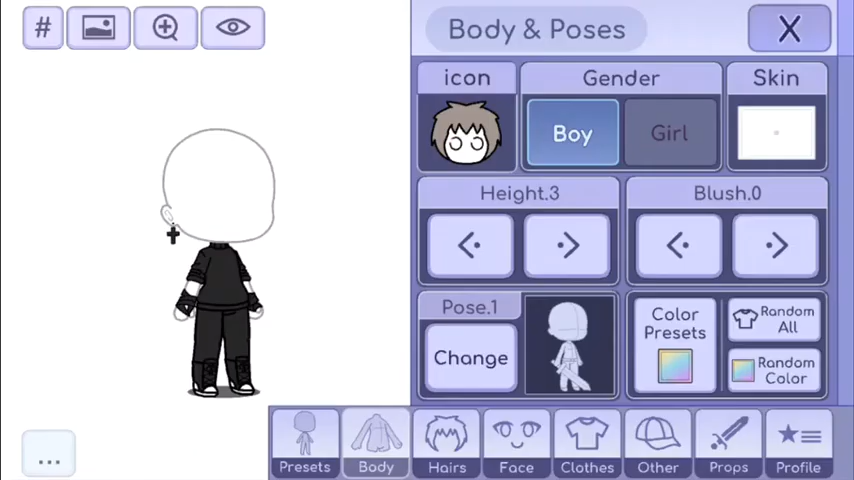 #
Body & Poses
X
icon
Gender
Skin
Boy
Girl
Height.3
Blush.0
Pose.1
Change
Color
Presets
Random
All
Random
Color
...
Presets
Body
Hairs
Face
Clothes
Other
Props
Profile